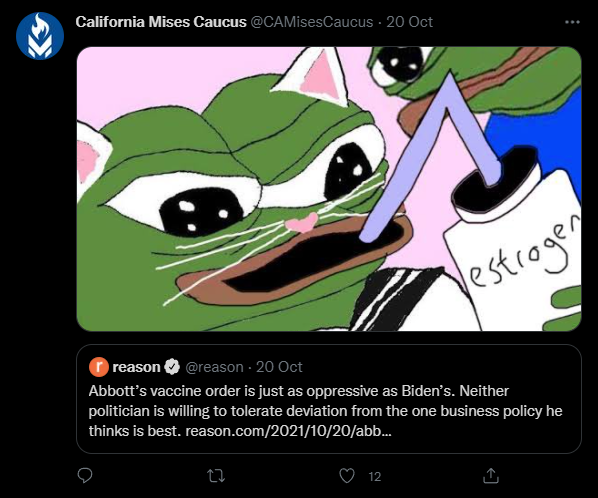 California Mises Caucus @CAMisesCaucus · 20 Oct
estrogen
r reason @reason · 20 Oct
Abbott's vaccine order is just as oppressive as Biden's. Neither
politician is willing to tolerate deviation from the one business policy he
thinks is best. reason.com/2021/10/20/abb...
12